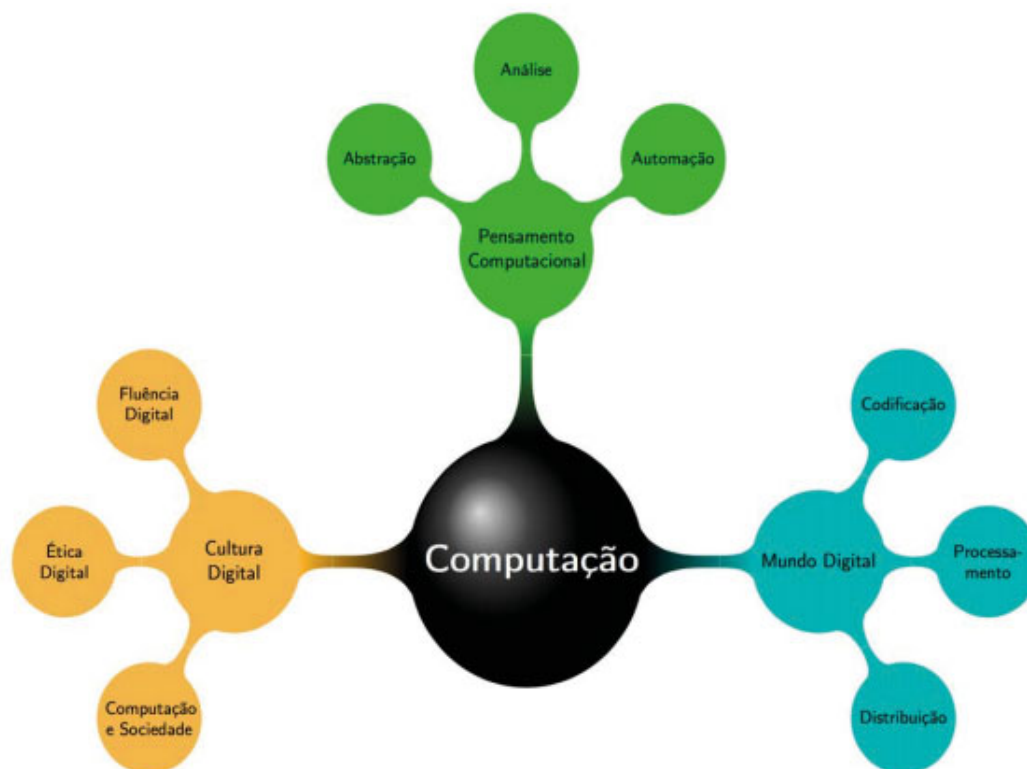 Análise
Abstração
Automação
Pensamento
Computacional
Fluência
Digital
Codificação
Ética
Digital
Cultura
Digital
Computação
Mundo Digital
Processa-
mento
Computação
e Sociedade
Distribuição